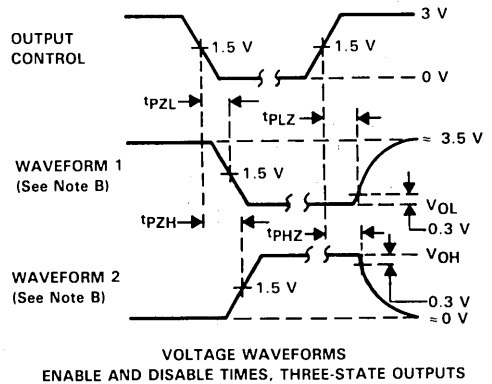 3 V
OUTPUT
CONTROL
1.5 V
1.5 V
0 V
tPZL
tPLZ
≈ 3.5 V
WAVEFORM 1
(See Note B)
1.5 V
VOL
0.3 V
tPZH
tPHZ
VOH
WAVEFORM 2
(See Note B)
1.5 V
0.3 V
≈ 0 V
VOLTAGE WAVEFORMS
ENABLE AND DISABLE TIMES, THREE-STATE OUTPUTS